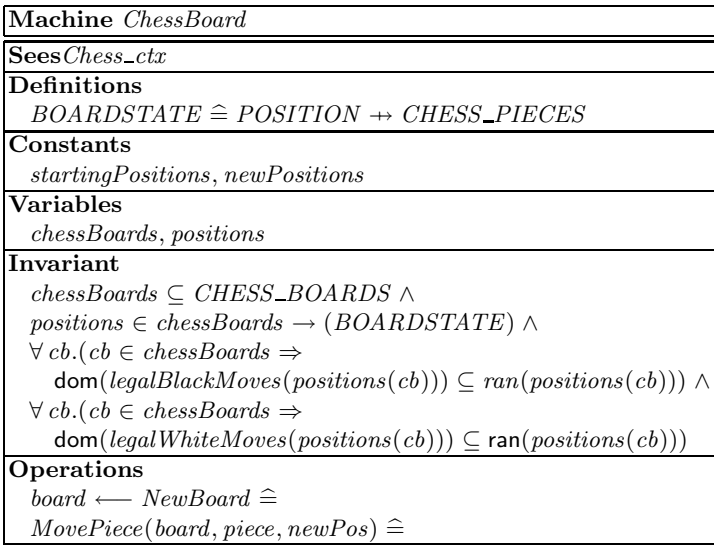 Machine ChessBoard
SeesChess_ctx
Definitions
BOARDSTATE ≙ POSITION ⇸ CHESS_PIECES
Constants
startingPositions, newPositions
Variables
chessBoards, positions
Invariant
chessBoards ⊆ CHESS_BOARDS ∧
positions ∈ chessBoards → (BOARDSTATE) ∧
∀ cb.(cb ∈ chessBoards ⇒
dom(legalBlackMoves(positions(cb))) ⊆ ran(positions(cb))) ∧
∀ cb.(cb ∈ chessBoards ⇒
dom(legalWhiteMoves(positions(cb))) ⊆ ran(positions(cb)))
Operations
board ⟵ NewBoard ≙
MovePiece(board, piece, newPos) ≙